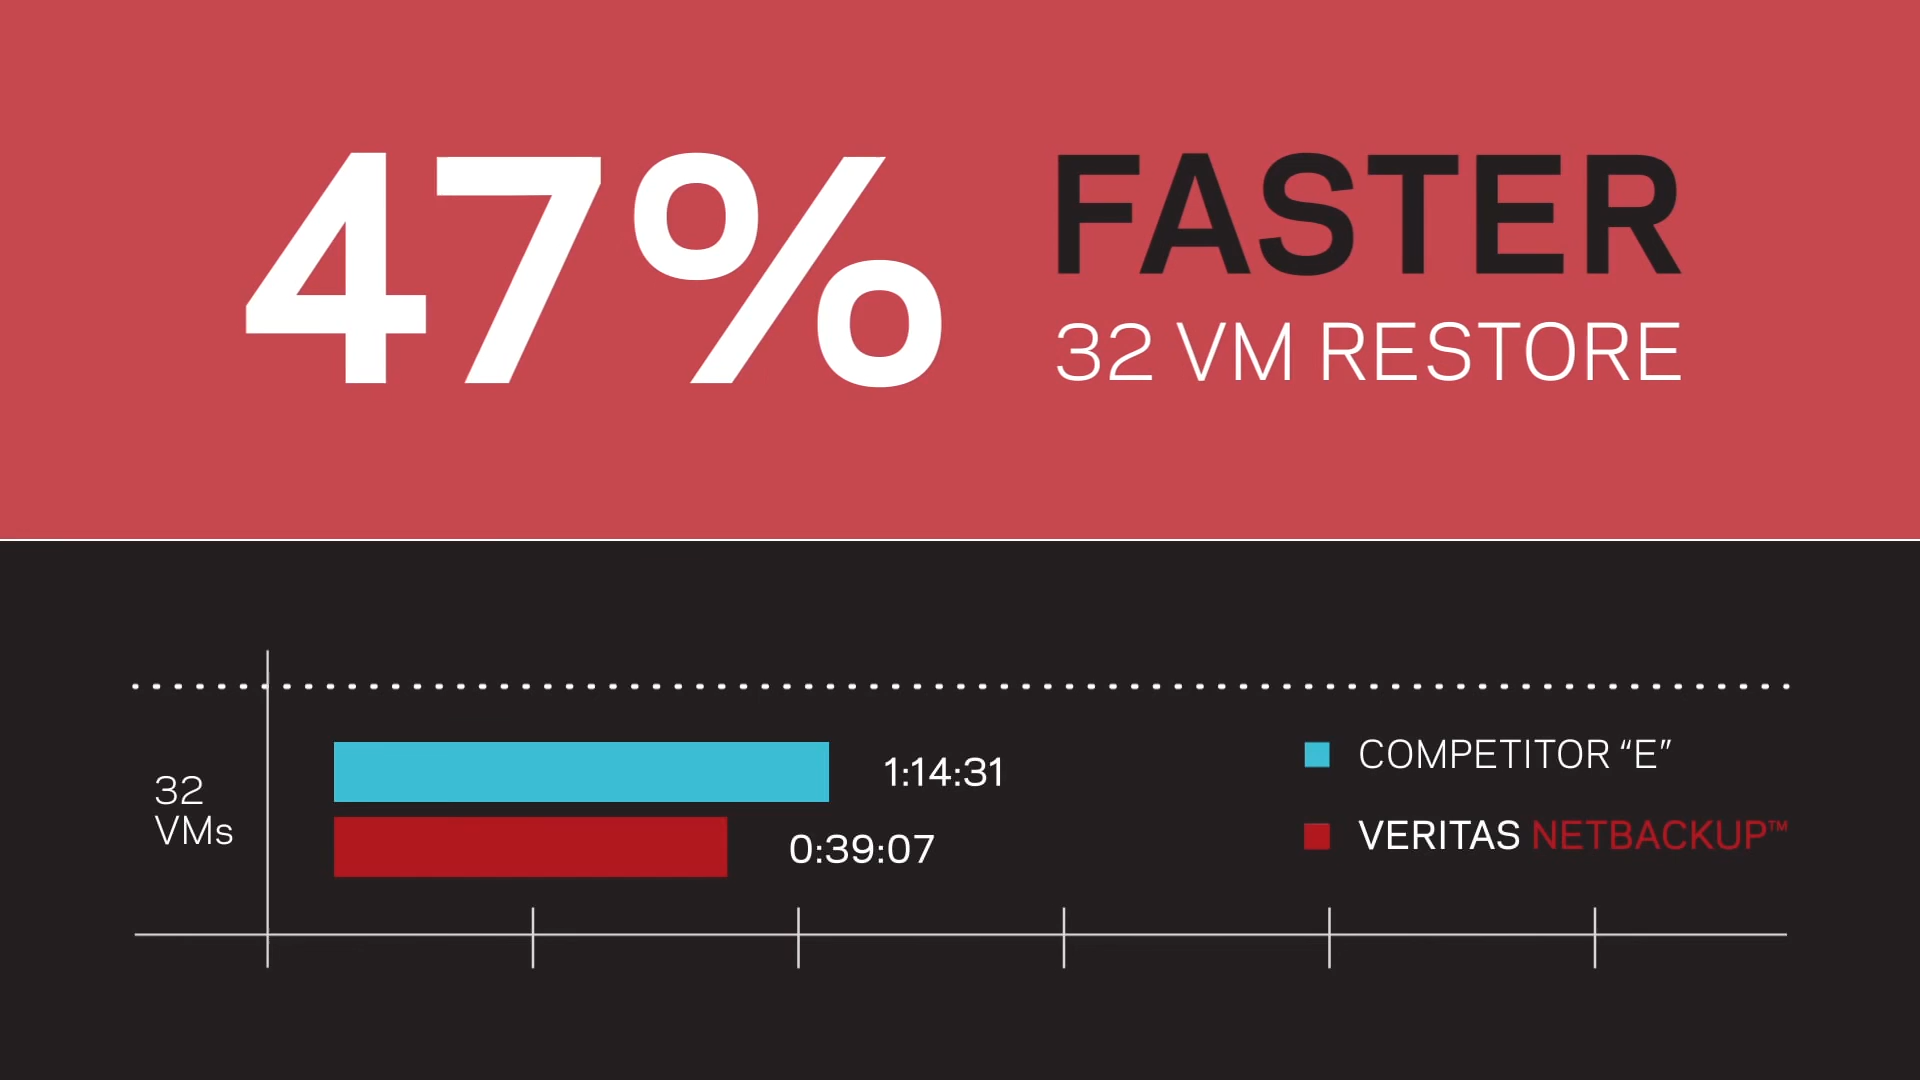 47%
FASTER
32 VM RESTORE
32
VMs
1:14:31
0:39:07
COMPETITOR “E”
VERITAS NETBACKUP™